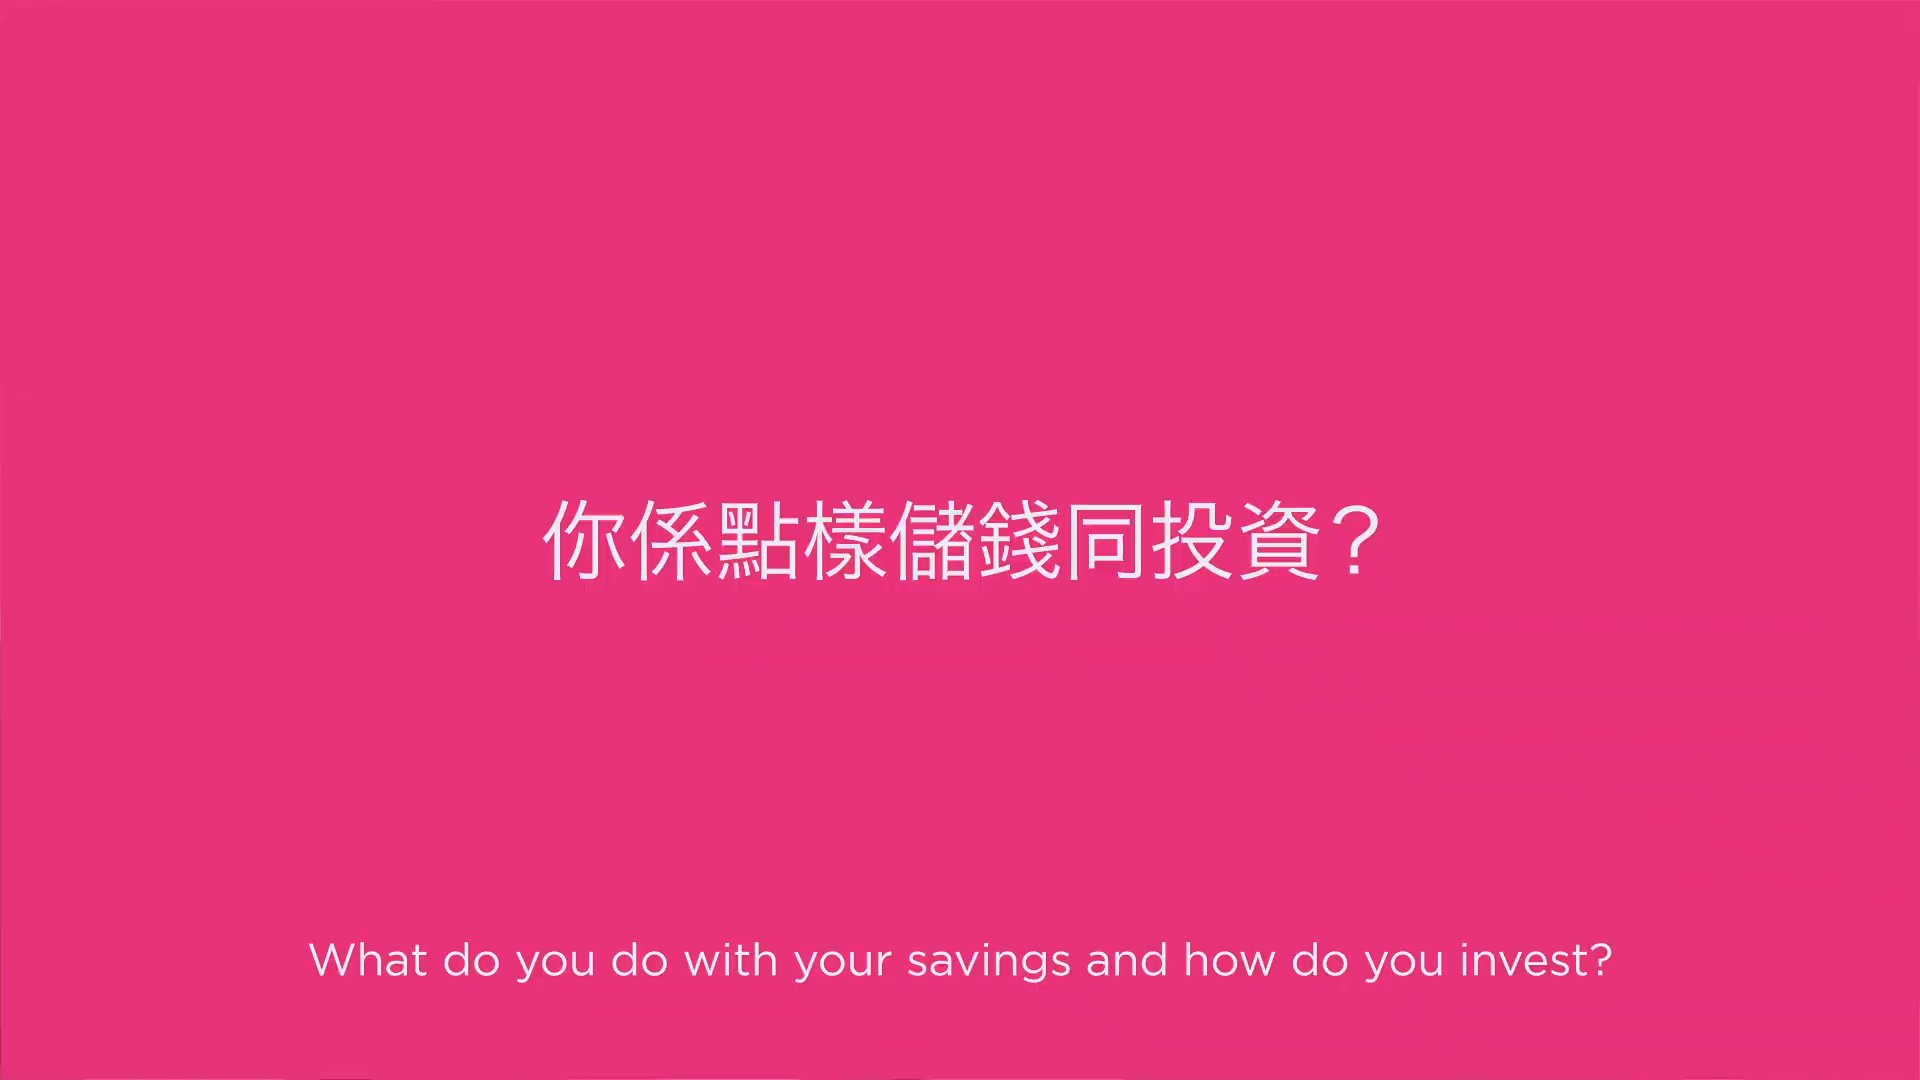 你係點樣儲錢同投資?
What do you do with your savings and how do you invest?